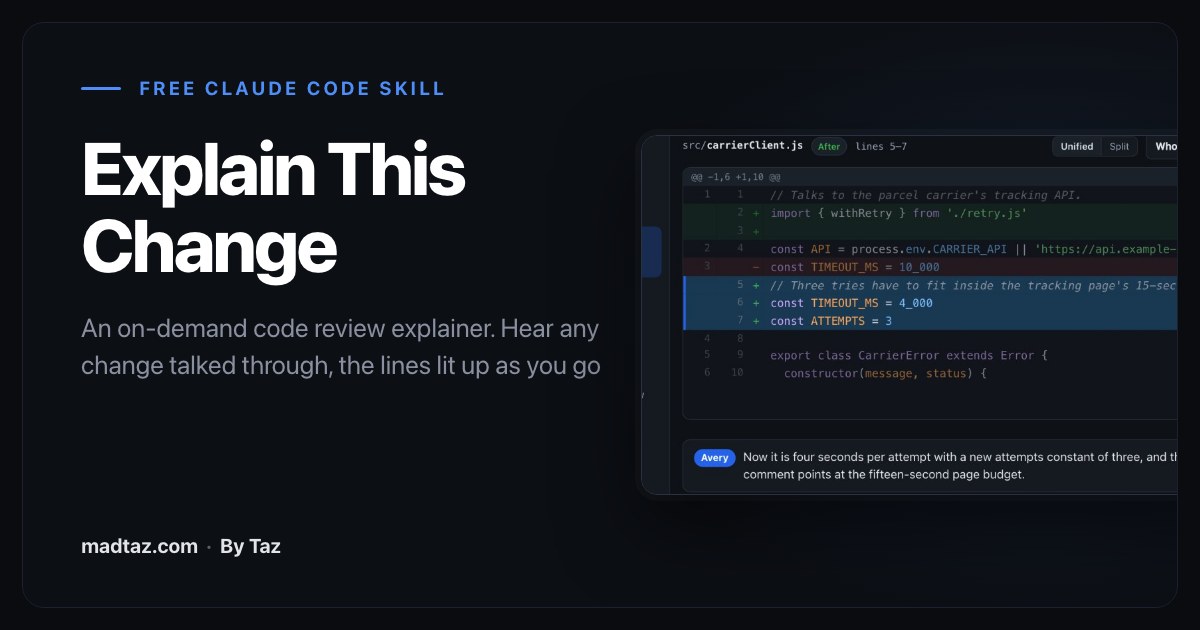 FREE CLAUDE CODE SKILL
Explain This
Change
An on-demand code review explainer. Hear any
change talked through, the lines lit up as you go
madtaz.com · By Taz
src/carrierClient.js After lines 5–7 Unified Split
@@ -1,6 +1,10 @@
1 1 // Talks to the parcel carrier's tracking API.
2 + import { withRetry } from './retry.js'
3 +
2 4 const API = process.env.CARRIER_API || 'https://api.example-
3 − const TIMEOUT_MS = 10_000
5 + // Three tries have to fit inside the tracking page's 15-sec
6 + const TIMEOUT_MS = 4_000
7 + const ATTEMPTS = 3
4 8
5 9 export class CarrierError extends Error {
6 10 constructor(message, status) {
Avery Now it is four seconds per attempt with a new attempts constant of three, and
comment points at the fifteen-second page budget.